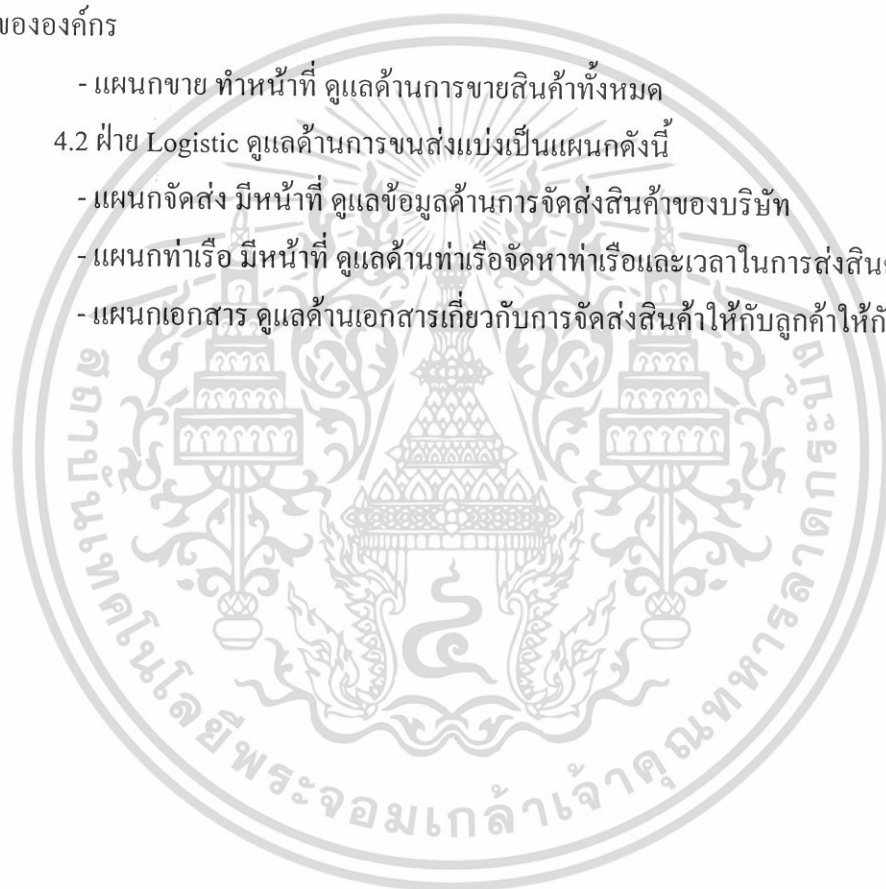 ขององค์กร
- แผนกขาย ทำหน้าที่ ดูแลด้านการขายสินค้าทั้งหมด
4.2 ฝ่าย Logistic ดูแลด้านการขนส่งแบ่งเป็นแผนกดังนี้
- แผนกจัดส่ง มีหน้าที่ ดูแลข้อมูลด้านการจัดส่งสินค้าของบริษัท
- แผนกท่าเรือ มีหน้าที่ ดูแลด้านท่าเรือจัดหาท่าเรือและเวลาในการส่งสิน
- แผนกเอกสาร ดูแลด้านเอกสารเกี่ยวกับการจัดส่งสินค้าให้กับลูกค้าให้
สถาบันเทคโนโลยีพระจอมเกล้าเจ้าคุณทหารลาดกระบัง
๔